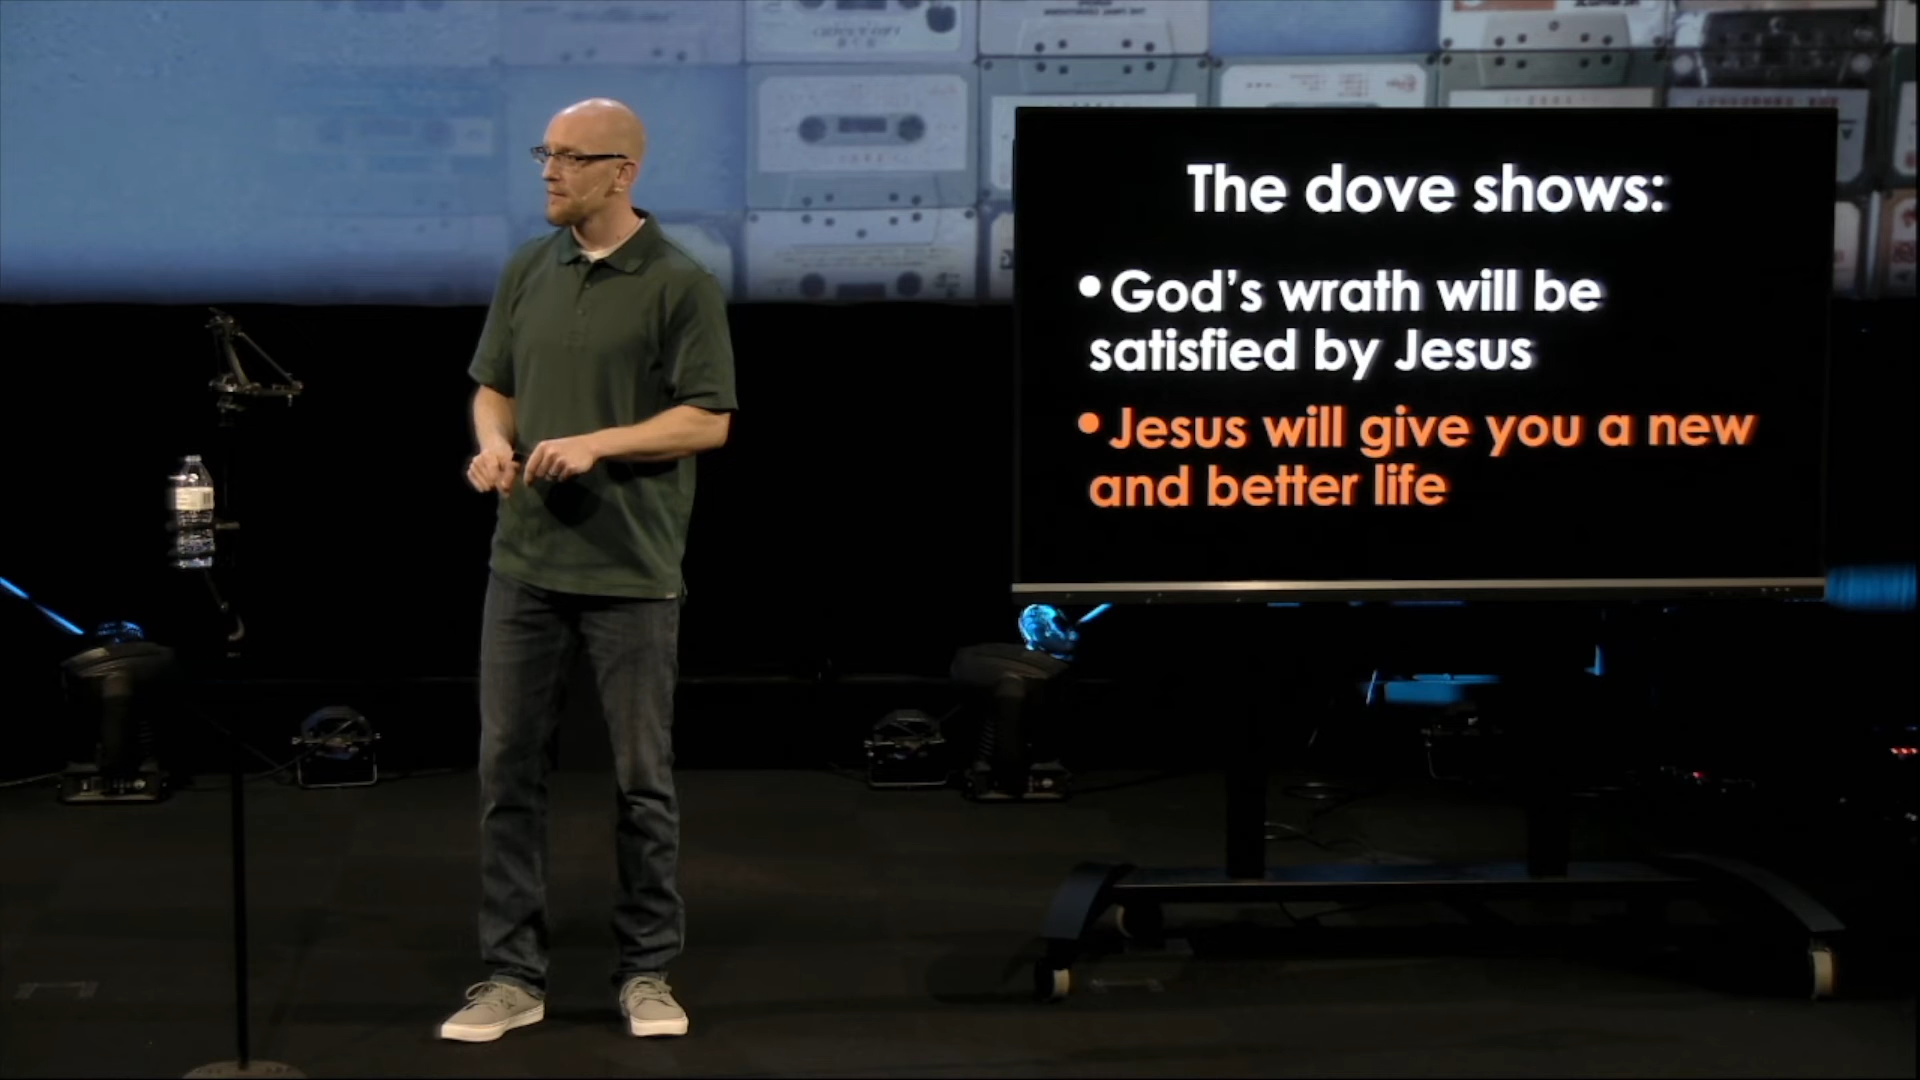 The dove shows:
•God's wrath will be
satisfied by Jesus
•Jesus will give you a new
and better life